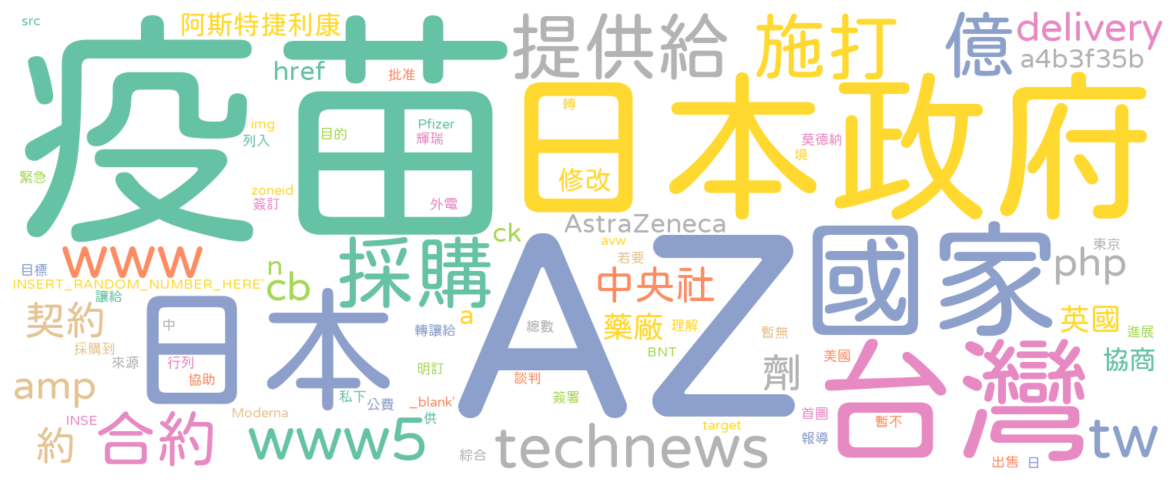 src
阿斯特捷利康
提供給
施打
億
delivery
疫苗
href
批准
a4b3f35b
img
列入
目的
Pfizer
輝瑞
日本政府
轉
莫德納
境
緊急
zoneid
簽訂
外電
修改
AstraZeneca
www
採購
ck
avw
若要
國家
東京
php
目標
n
cb
中央社
INSERT_RANDOM_NUMBER_HERE'
讓給
契約
日本
中
a
AZ
總數
藥廠
理解
暫無
英國
進展
轉讓給
採購到
來源
行列
協助
BNT
劑
美國
協商
明訂
談判
amp
私下
公費
_blank'
簽署
台灣
INSE
Moderna
供
首圖
暫不
target
約
合約
www5
綜合
technews
報導
tw
出售
日